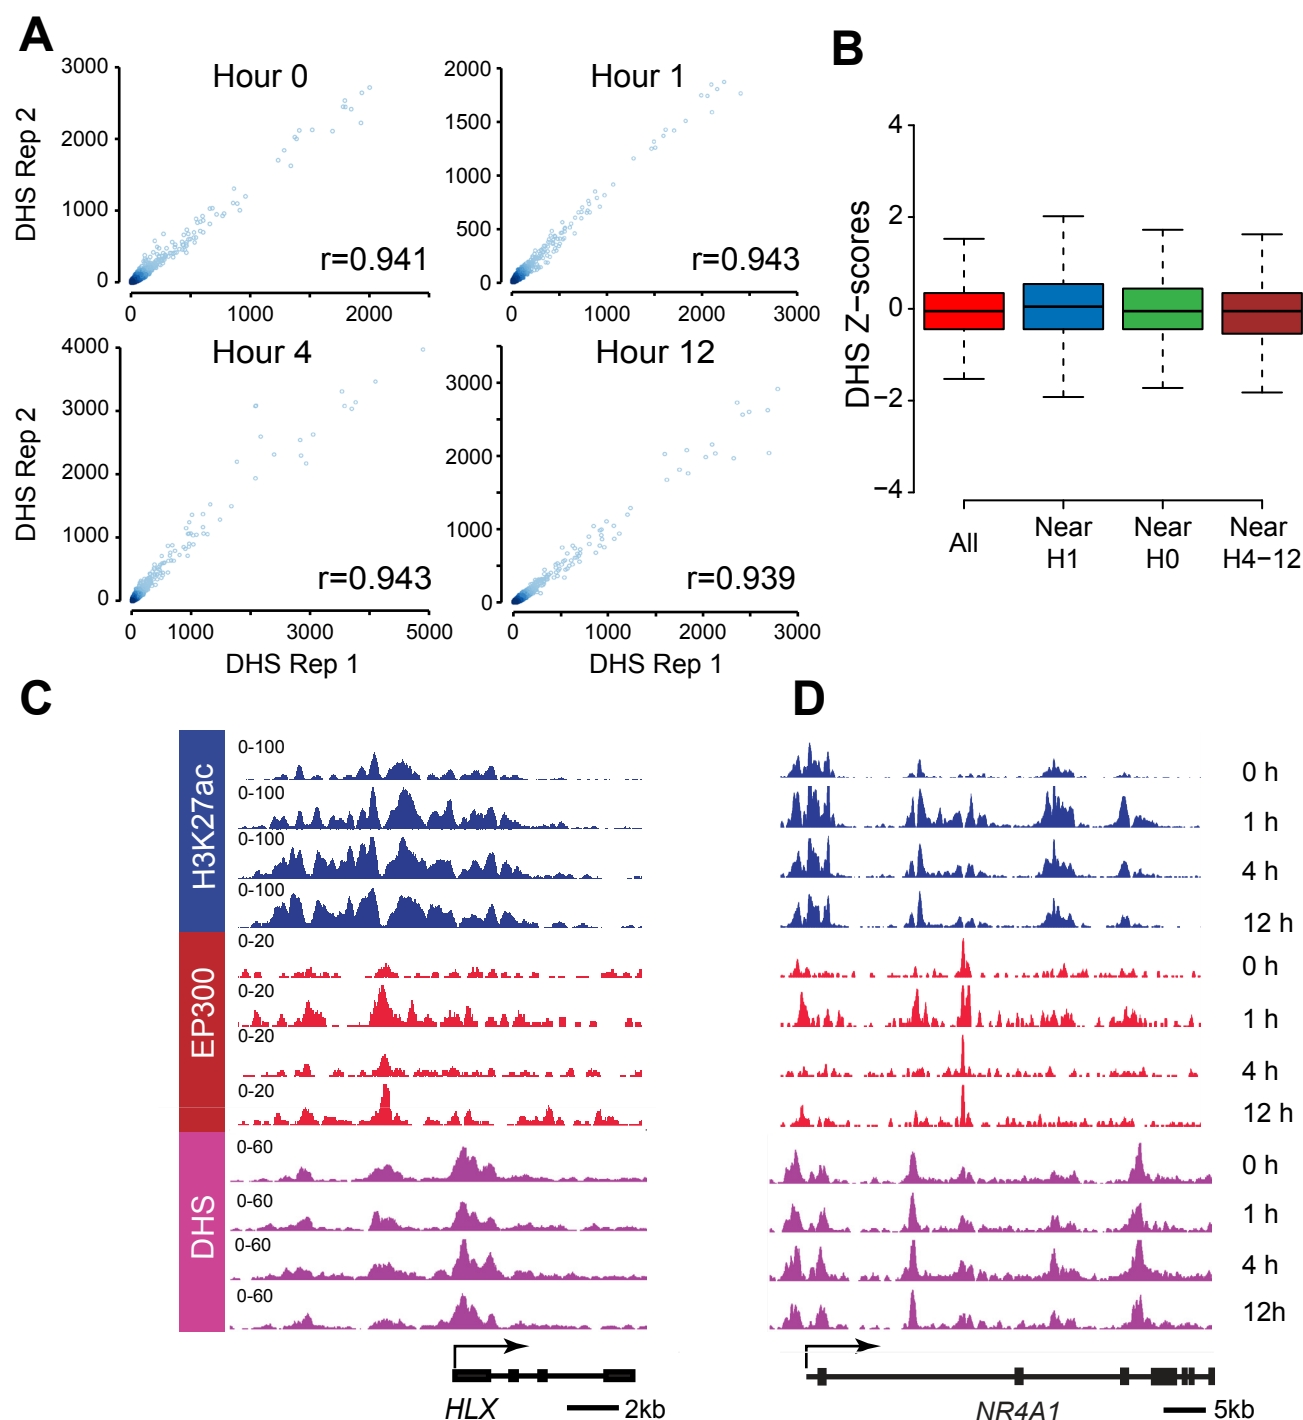 A
Hour 0
DHS Rep 2
3000
2000
1000
0
r=0.941
0 1000 2000
Hour 1
2000
1500
1000
500
0
r=0.943
0 1000 2000 3000
Hour 4
DHS Rep 2
4000
3000
2000
1000
0
r=0.943
0 1000 3000 5000
DHS Rep 1
Hour 12
3000
2000
1000
0
r=0.939
0 1000 2000 3000
DHS Rep 1
B
DHS Z−scores
4
2
0
−2
−4
All
Near
H1
Near
H0
Near
H4−12
C
H3K27ac
0-100
0-100
0-100
0-100
EP300
0-20
0-20
0-20
0-20
DHS
0-60
0-60
0-60
0-60
HLX
2kb
D
0 h
1 h
4 h
12 h
0 h
1 h
4 h
12 h
0 h
1 h
4 h
12h
NR4A1
5kb